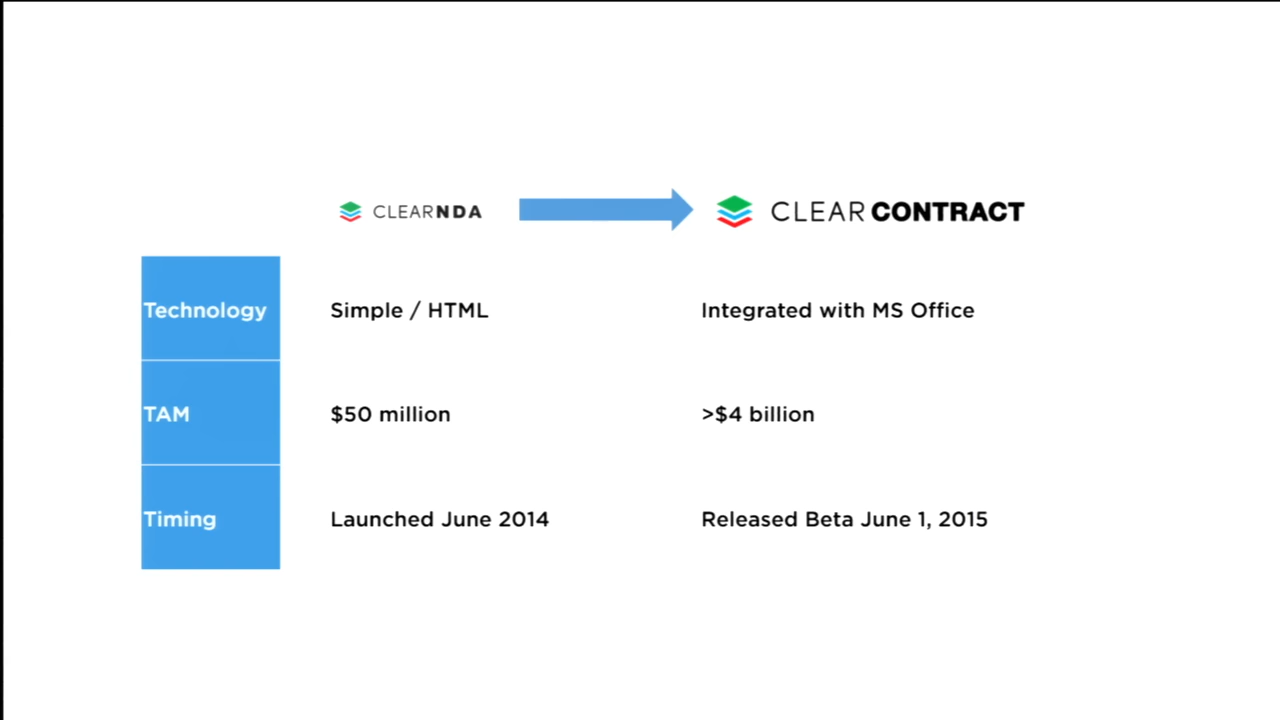 CLEARNDA
CLEAR CONTRACT
Technology
Simple / HTML
Integrated with MS Office
TAM
$50 million
>$4 billion
Timing
Launched June 2014
Released Beta June 1, 2015